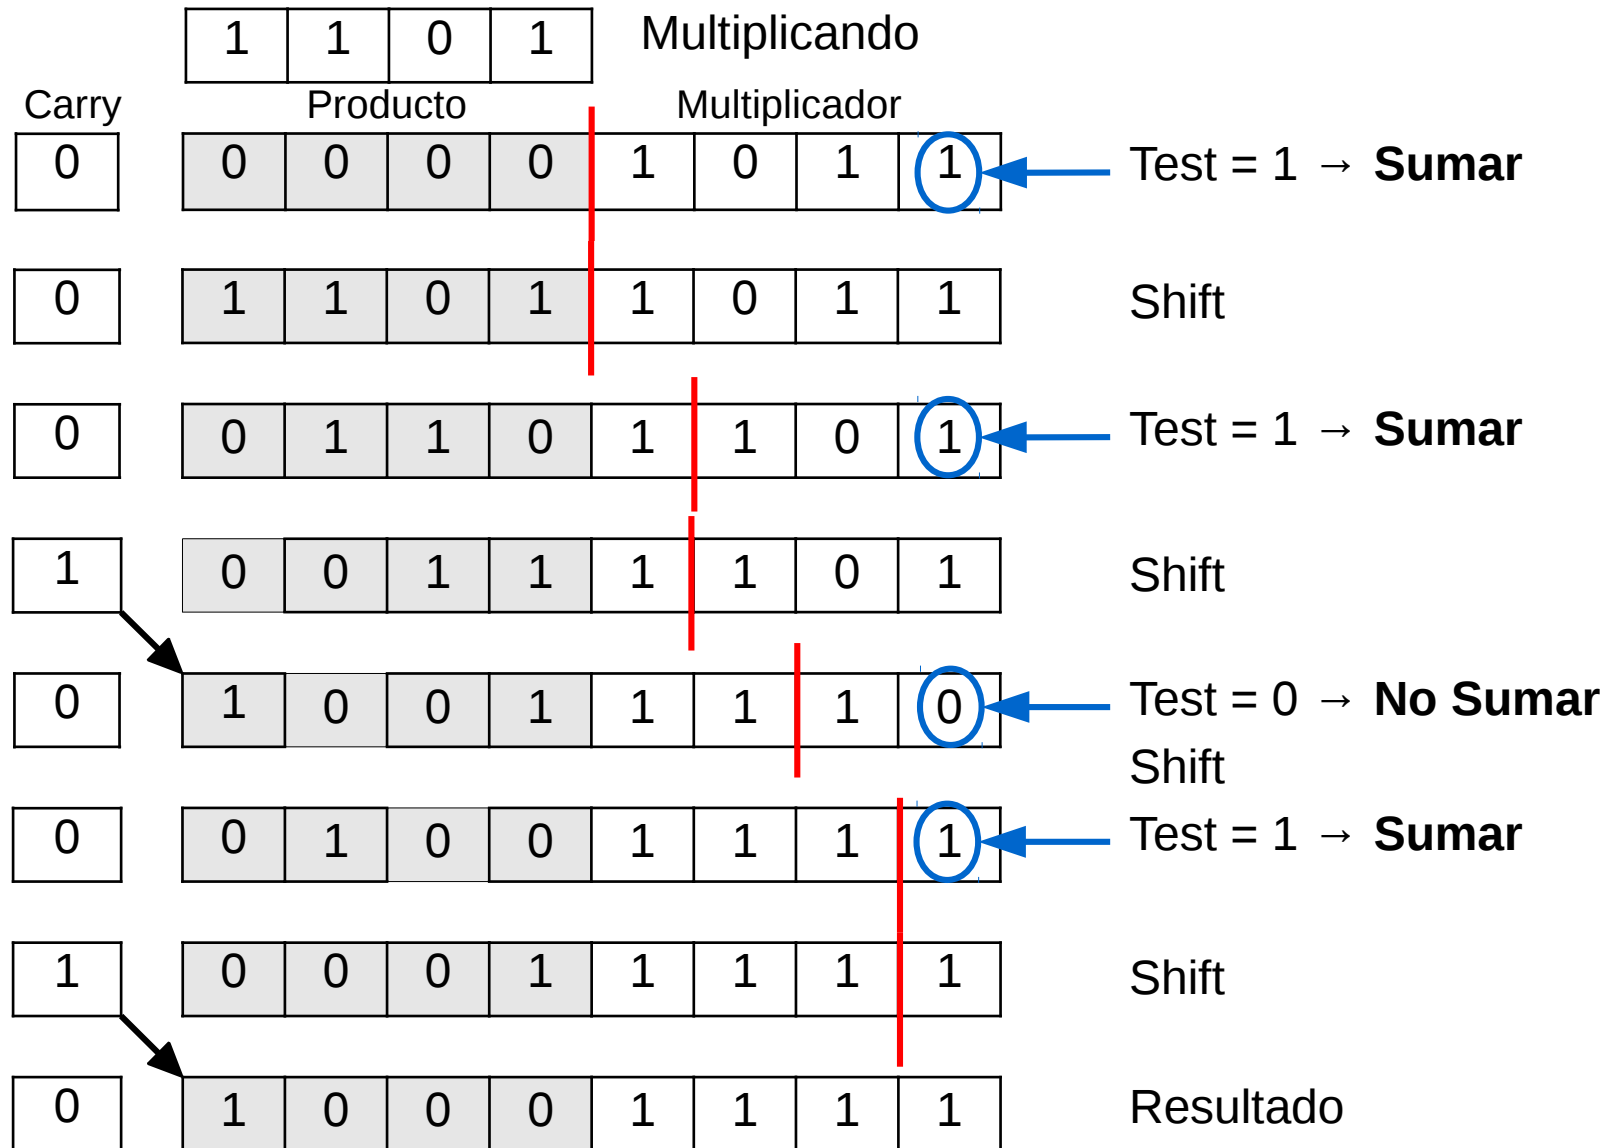 1 1 0 1 Multiplicando
Carry Producto Multiplicador
0 0 0 0 0 1 0 1 1 Test = 1 → Sumar
0 1 1 0 1 1 0 1 1 Shift
0 0 1 1 0 1 1 0 1 Test = 1 → Sumar
1 0 0 1 1 1 1 0 1 Shift
0 1 0 0 1 1 1 1 0 Test = 0 → No Sumar
Shift
0 0 1 0 0 1 1 1 1 Test = 1 → Sumar
1 0 0 0 1 1 1 1 1 Shift
0 1 0 0 0 1 1 1 1 Resultado